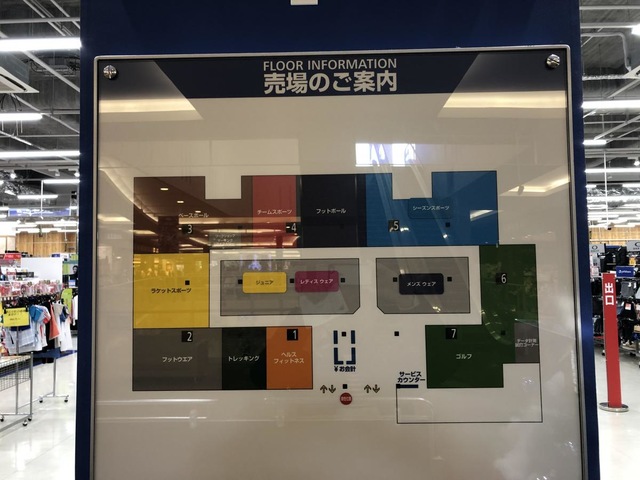 FLOOR INFORMATION
売場のご案内
ベースボール
3
チームスポーツ
4
フットボール
5
シーズンスポーツ
ラケットスポーツ
ジュニア
レディス ウェア
メンズ ウェア
6
2
フットウエア
トレッキング
1
ヘルス
フィットネス
¥お会計
サービス
カウンター
7
ゴルフ
出口